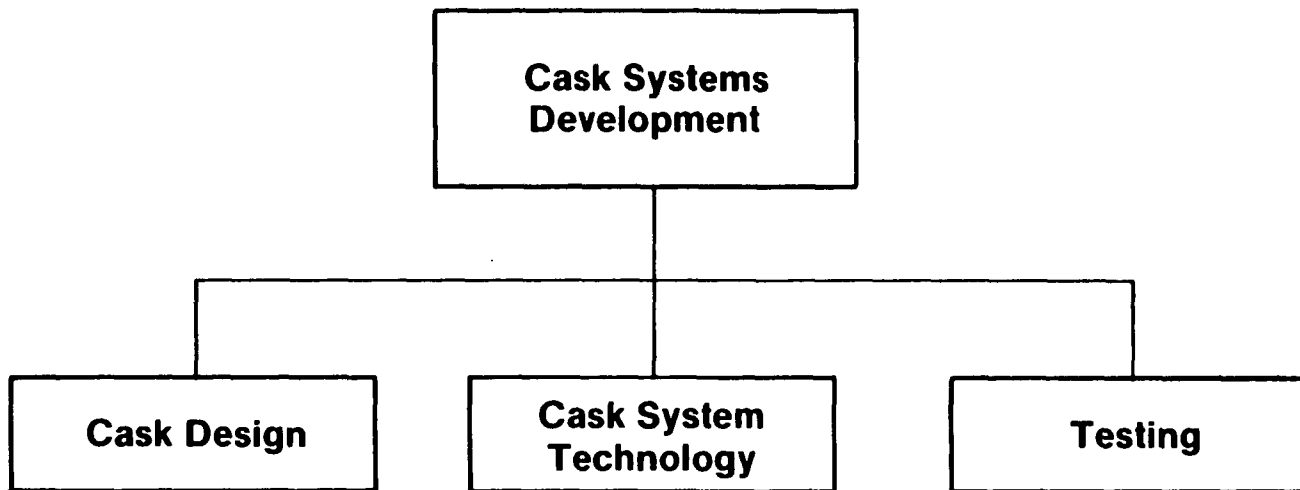 Cask Systems
Development
Cask Design
Cask System
Technology
Testing